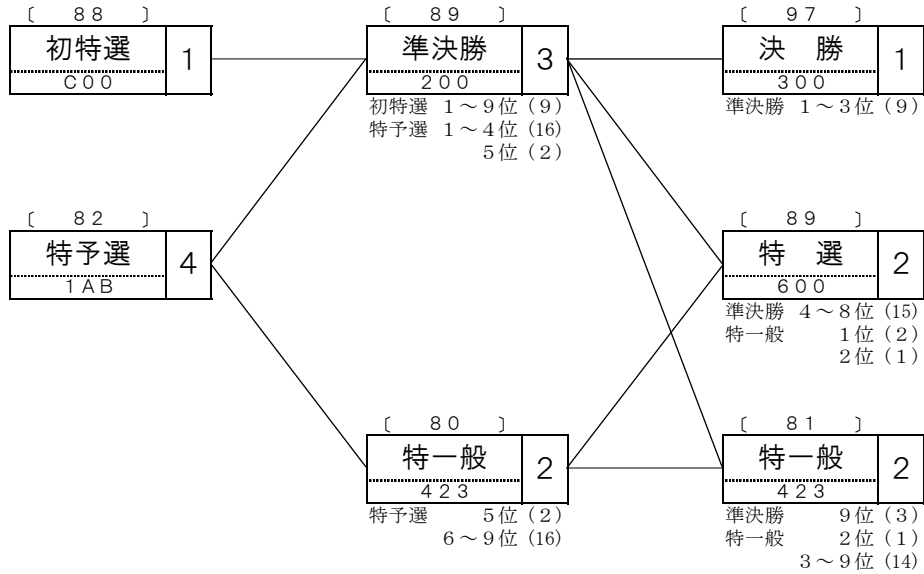 〔　８８　〕
初特選 1
Ｃ００
〔　８９　〕
準決勝 3
２００
初特選 １～９位（９）
特予選 １～４位（16）
５位（２）
〔　９７　〕
決　勝 1
３００
準決勝 １～３位（９）
〔　８２　〕
特予選 4
１ＡＢ
〔　８９　〕
特　選 2
６００
準決勝 ４～８位（15）
特一般 １位（２）
２位（１）
〔　８０　〕
特一般 2
４２３
特予選 ５位（２）
６～９位（16）
〔　８１　〕
特一般 2
４２３
準決勝 ９位（３）
特一般 ２位（１）
３～９位（14）